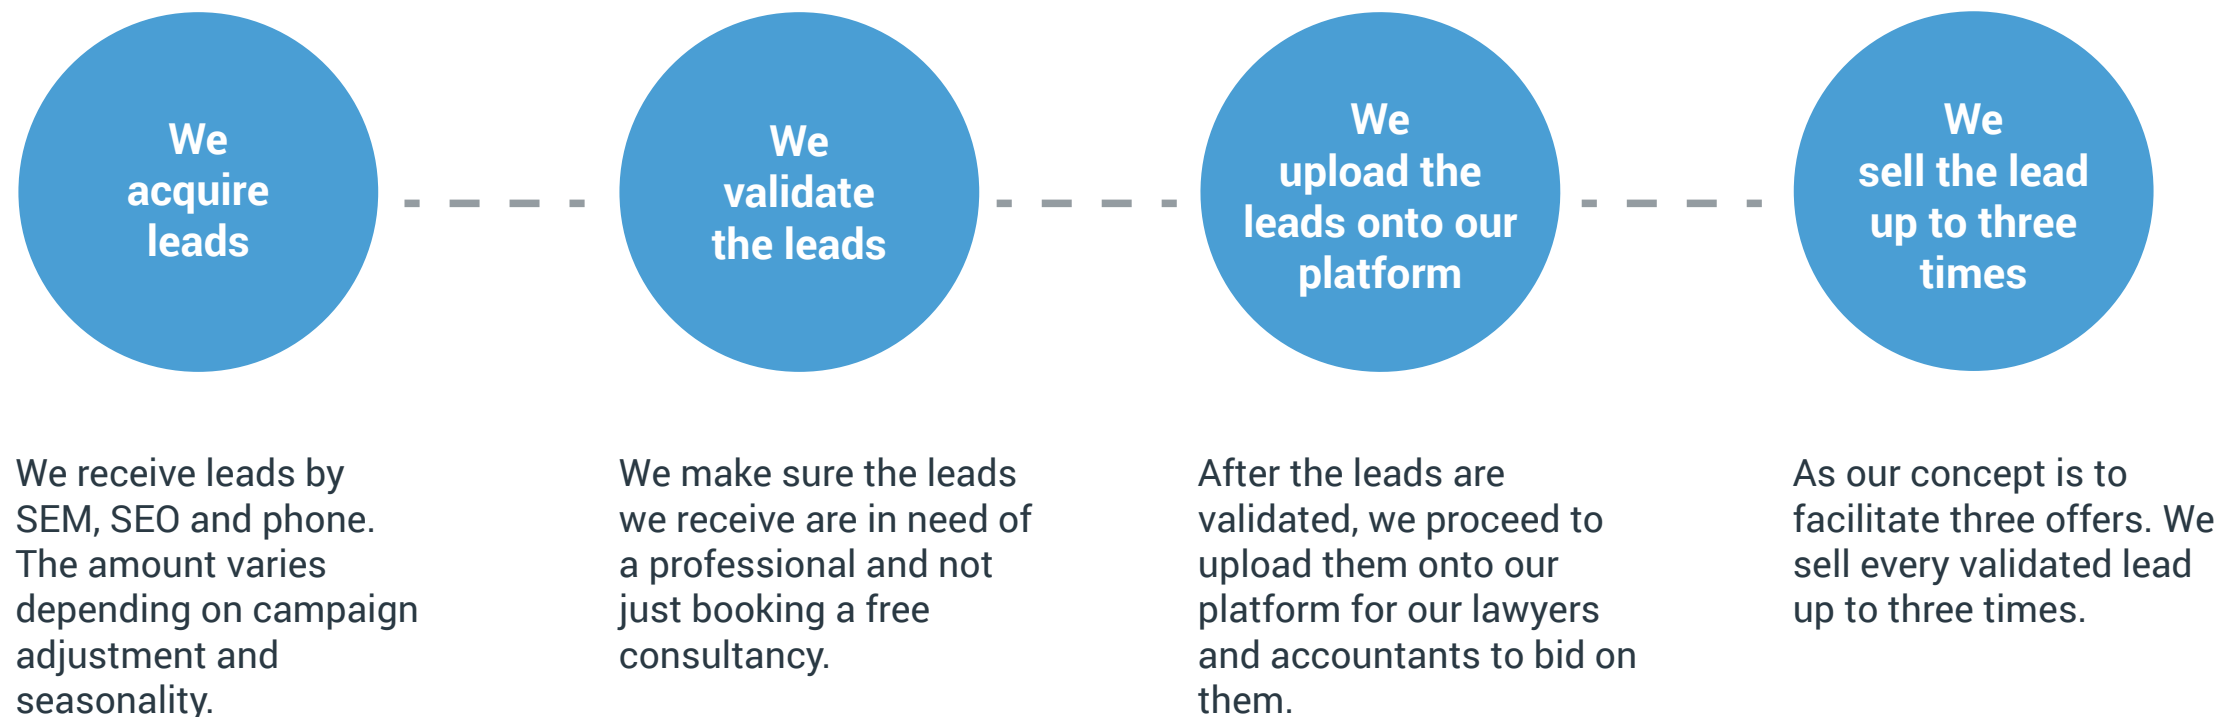 We
acquire
leads
We
validate
the leads
We
upload the
leads onto our
platform
We
sell the lead
up to three
times
We receive leads by
SEM, SEO and phone.
The amount varies
depending on campaign
adjustment and
seasonality.
We make sure the leads
we receive are in need of
a professional and not
just booking a free
consultancy.
After the leads are
validated, we proceed to
upload them onto our
platform for our lawyers
and accountants to bid on
them.
As our concept is to
facilitate three offers. We
sell every validated lead
up to three times.